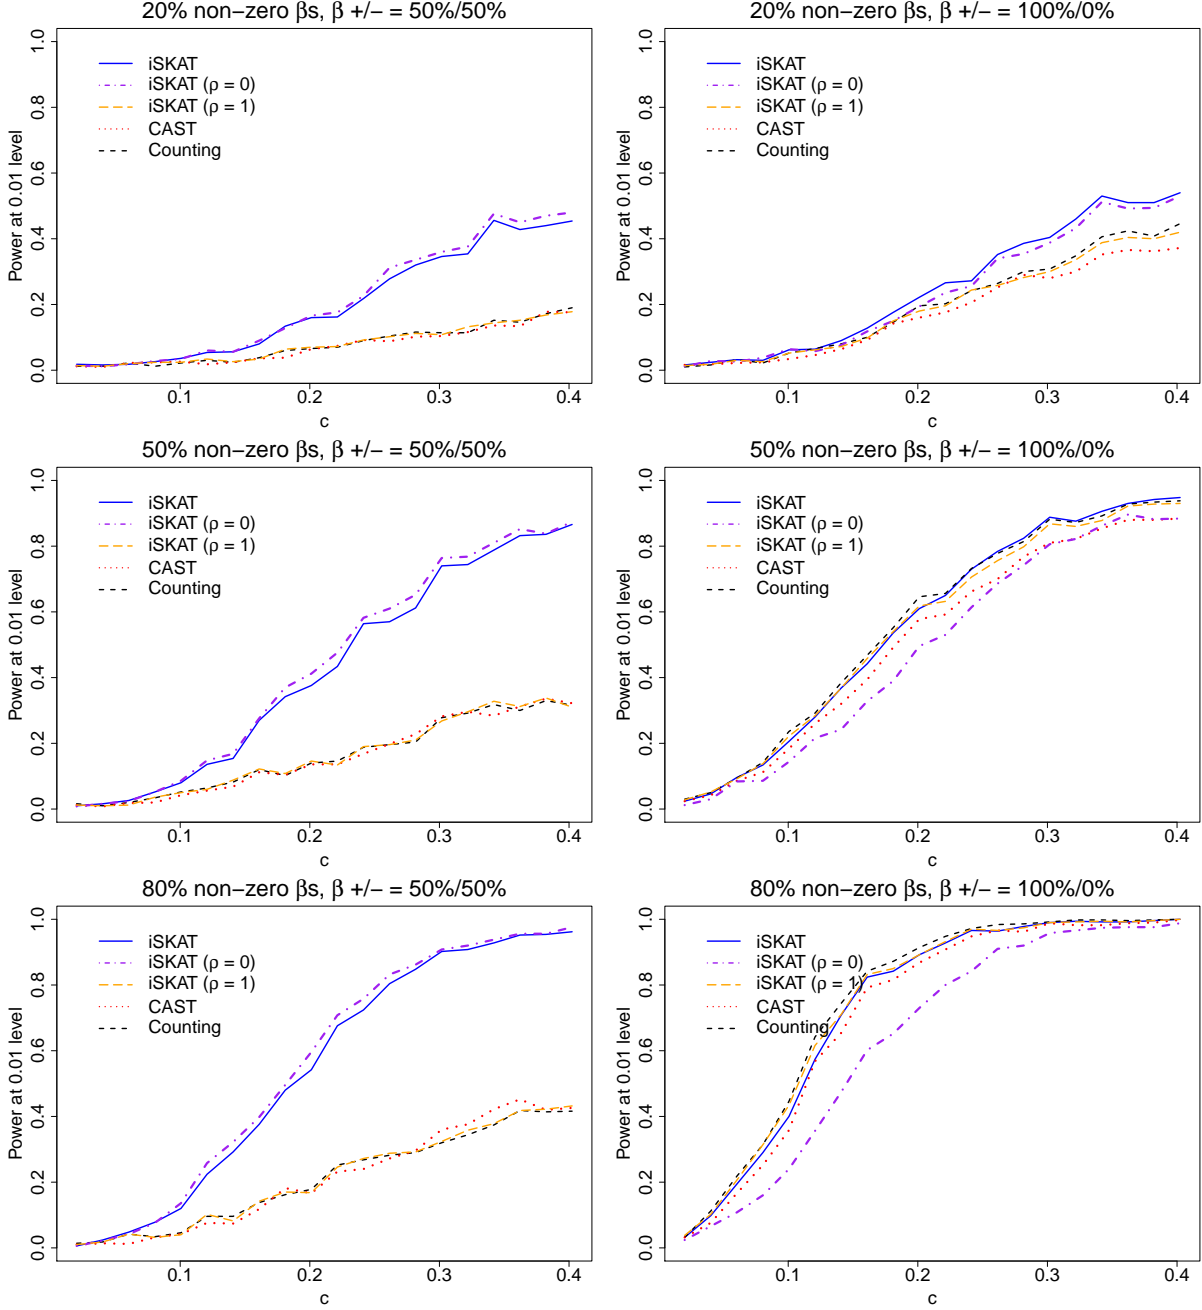 20% non−zero βs, β +/− = 50%/50%
Power at 0.01 level
1.0
0.8
0.6
0.4
0.2
0.0
iSKAT
iSKAT (ρ = 0)
iSKAT (ρ = 1)
CAST
Counting
0.1 0.2 0.3 0.4
c
20% non−zero βs, β +/− = 100%/0%
Power at 0.01 level
1.0
0.8
0.6
0.4
0.2
0.0
iSKAT
iSKAT (ρ = 0)
iSKAT (ρ = 1)
CAST
Counting
0.1 0.2 0.3 0.4
c
50% non−zero βs, β +/− = 50%/50%
Power at 0.01 level
1.0
0.8
0.6
0.4
0.2
0.0
iSKAT
iSKAT (ρ = 0)
iSKAT (ρ = 1)
CAST
Counting
0.1 0.2 0.3 0.4
c
50% non−zero βs, β +/− = 100%/0%
Power at 0.01 level
1.0
0.8
0.6
0.4
0.2
0.0
iSKAT
iSKAT (ρ = 0)
iSKAT (ρ = 1)
CAST
Counting
0.1 0.2 0.3 0.4
c
80% non−zero βs, β +/− = 50%/50%
Power at 0.01 level
1.0
0.8
0.6
0.4
0.2
0.0
iSKAT
iSKAT (ρ = 0)
iSKAT (ρ = 1)
CAST
Counting
0.1 0.2 0.3 0.4
c
80% non−zero βs, β +/− = 100%/0%
Power at 0.01 level
1.0
0.8
0.6
0.4
0.2
0.0
iSKAT
iSKAT (ρ = 0)
iSKAT (ρ = 1)
CAST
Counting
0.1 0.2 0.3 0.4
c